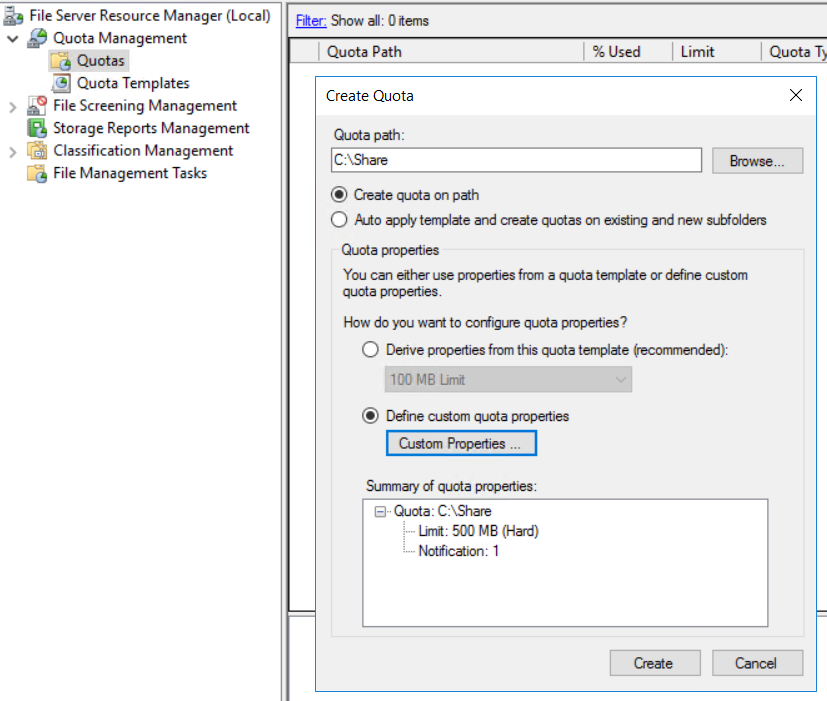 File Server Resource Manager (Local)
Quota Management
Quotas
Quota Templates
File Screening Management
Storage Reports Management
Classification Management
File Management Tasks
Filter: Show all: 0 items
Quota Path % Used Limit Quota Ty
Create Quota
Quota path:
C:\Share
Browse...
Create quota on path
Auto apply template and create quotas on existing and new subfolders
Quota properties
You can either use properties from a quota template or define custom
quota properties.
How do you want to configure quota properties?
Derive properties from this quota template (recommended):
100 MB Limit
Define custom quota properties
Custom Properties ...
Summary of quota properties:
Quota: C:\Share
Limit: 500 MB (Hard)
Notification: 1
Create Cancel